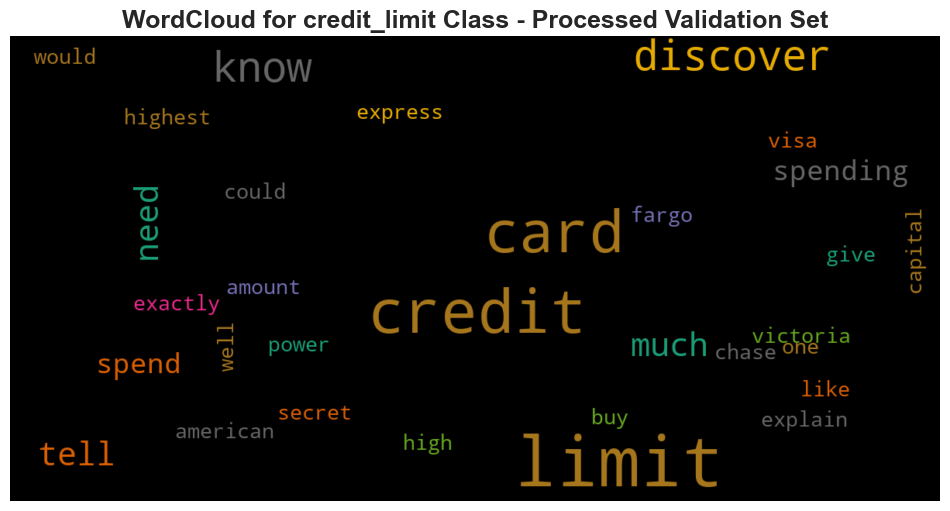 WordCloud for credit_limit Class - Processed Validation Set
would
know
discover
highest
express
visa
spending
need
could
card
fargo
capital
give
exactly
amount
credit
well
power
much
victoria
chase
one
spend
like
secret
buy
explain
american
high
tell
limit